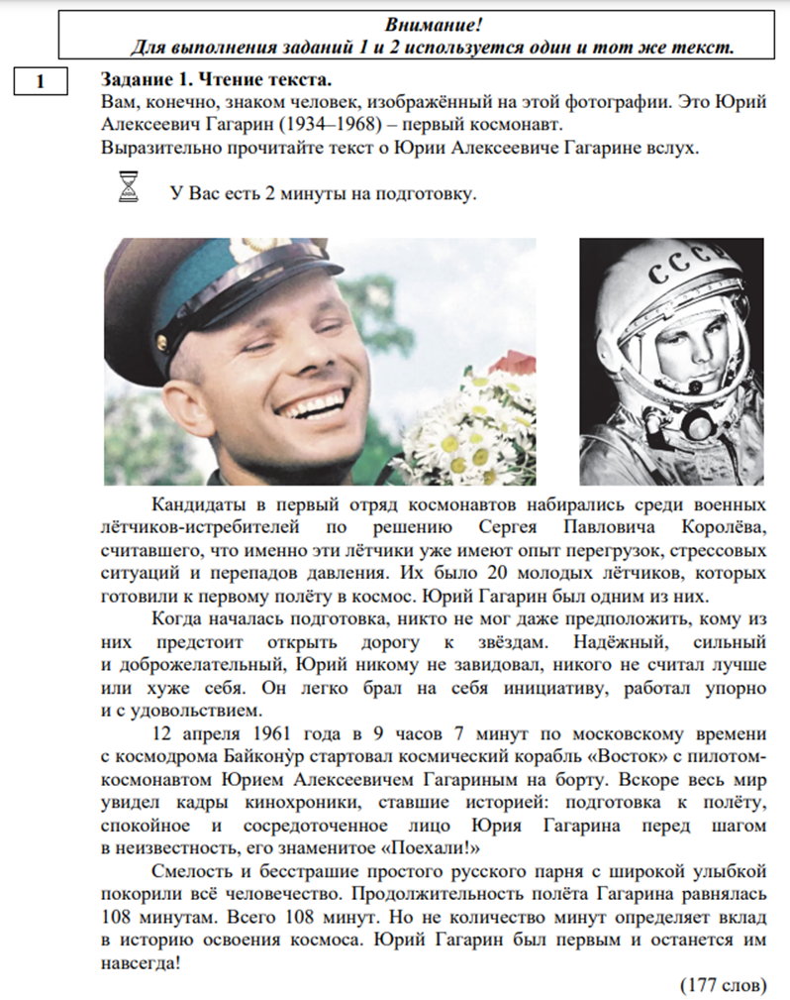 Внимание!
Для выполнения заданий 1 и 2 используется один и тот же текст.
1
Задание 1. Чтение текста.
Вам, конечно, знаком человек, изображённый на этой фотографии. Это Юрий
Алексеевич Гагарин (1934–1968) – первый космонавт.
Выразительно прочитайте текст о Юрии Алексеевиче Гагарине вслух.
У Вас есть 2 минуты на подготовку.
СССР
Кандидаты в первый отряд космонавтов набирались среди военных
лётчиков-истребителей по решению Сергея Павловича Королёва,
считавшего, что именно эти лётчики уже имеют опыт перегрузок, стрессовых
ситуаций и перепадов давления. Их было 20 молодых лётчиков, которых
готовили к первому полёту в космос. Юрий Гагарин был одним из них.
Когда началась подготовка, никто не мог даже предположить, кому из
них предстоит открыть дорогу к звёздам. Надёжный, сильный
и доброжелательный, Юрий никому не завидовал, никого не считал лучше
или хуже себя. Он легко брал на себя инициативу, работал упорно
и с удовольствием.
12 апреля 1961 года в 9 часов 7 минут по московскому времени
с космодрома Байкону̀р стартовал космический корабль «Восток» с пилотом-
космонавтом Юрием Алексеевичем Гагариным на борту. Вскоре весь мир
увидел кадры кинохроники, ставшие историей: подготовка к полёту,
спокойное и сосредоточенное лицо Юрия Гагарина перед шагом
в неизвестность, его знаменитое «Поехали!»
Смелость и бесстрашие простого русского парня с широкой улыбкой
покорили всё человечество. Продолжительность полёта Гагарина равнялась
108 минутам. Всего 108 минут. Но не количество минут определяет вклад
в историю освоения космоса. Юрий Гагарин был первым и останется им
навсегда!
(177 слов)